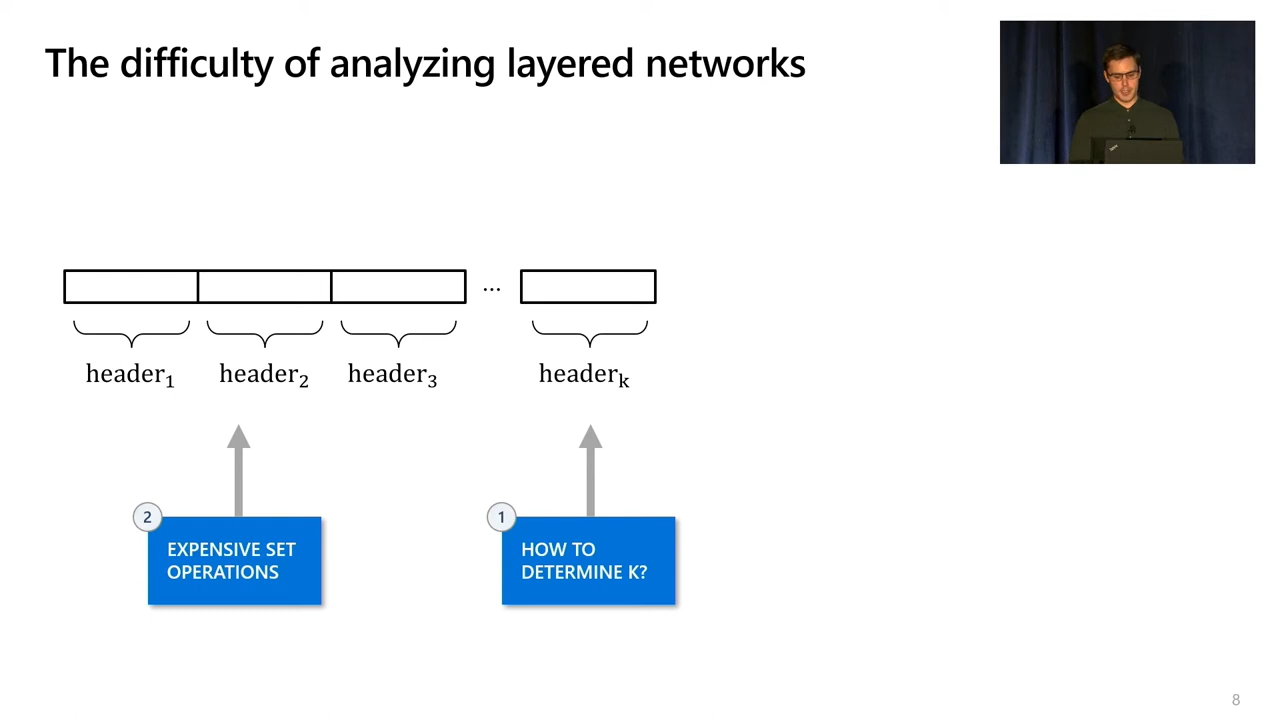 The difficulty of analyzing layered networks
...
header₁ header₂ header₃ headerₖ
2
EXPENSIVE SET
OPERATIONS
1
HOW TO
DETERMINE K?
8